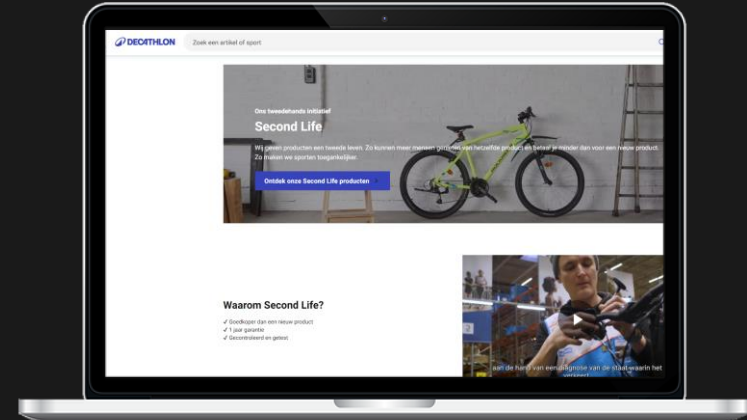 DECATHLON
Zoek een artikel of sport
Ons tweedehands initiatief
Second Life
Wij geven producten een tweede leven. Zo kunnen meer mensen genieten van hetzelfde product en betaal je minder dan voor een nieuw product.
Zo maken we sporten toegankelijker.
Ontdek onze Second Life producten
Waarom Second Life?
✓ Goedkoper dan een nieuw product
✓ 1 jaar garantie
✓ Gecontroleerd en getest
2
aan de hand van een diagnose van de staat waarin het
verkeert